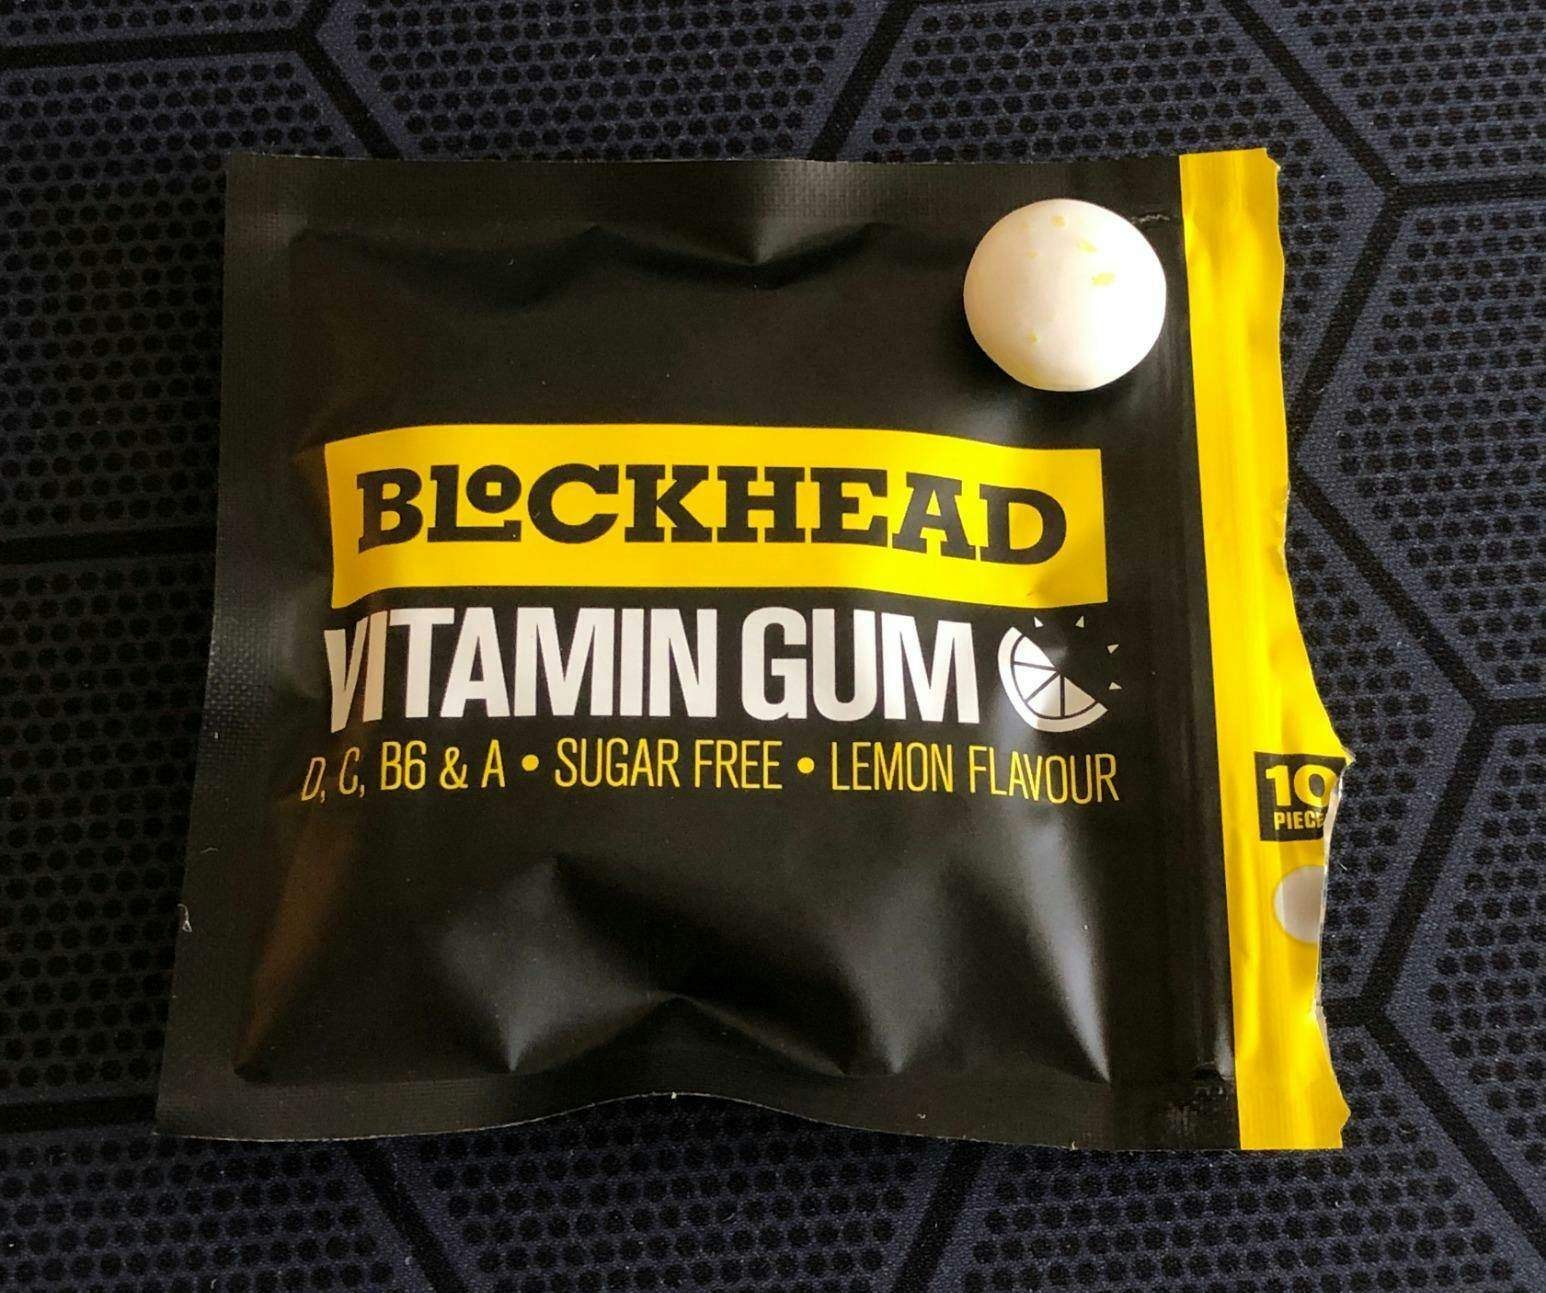 BLOCKHEAD
VITAMIN GUM
D, C, B6 & A • SUGAR FREE • LEMON FLAVOUR
10
PIECE